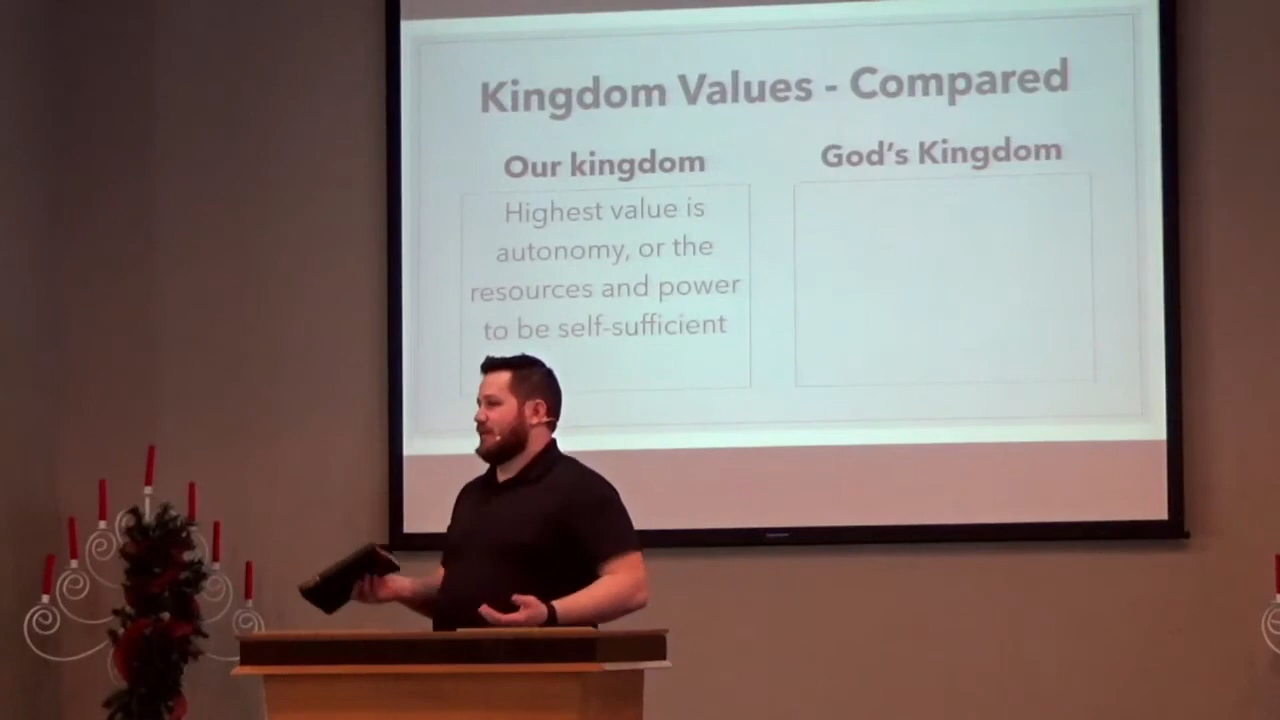 Kingdom Values - Compared
Our kingdom
God's Kingdom
Highest value is
autonomy, or the
resources and power
to be self-sufficient